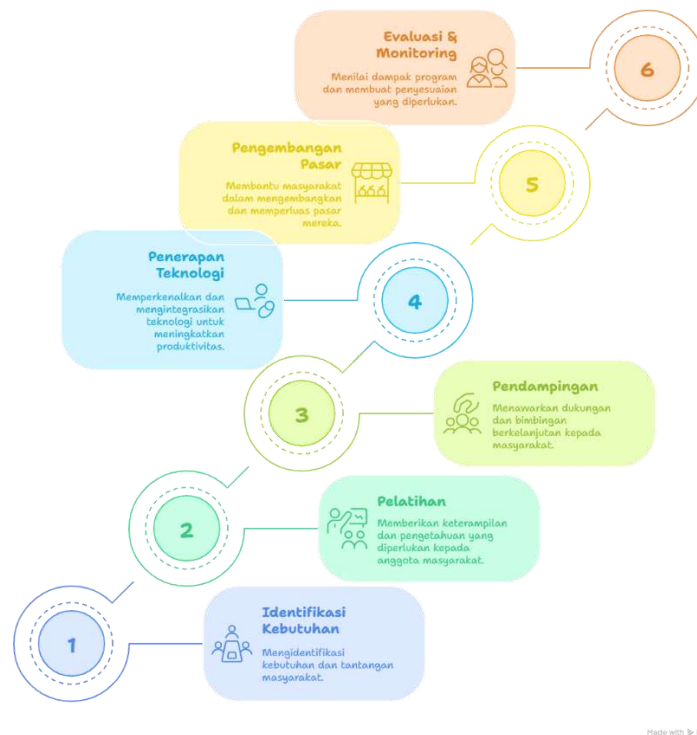 Evaluasi &
Monitoring
Menilai dampak program
dan membuat penyesuaian
yang diperlukan.
6
Pengembangan
Pasar
Membantu masyarakat
dalam mengembangkan
dan memperluas pasar
mereka.
5
Penerapan
Teknologi
Memperkenalkan dan
mengintegrasikan
teknologi untuk
meningkatkan
produktivitas.
4
3
Pendampingan
Menawarkan dukungan
dan bimbingan
berkelanjutan kepada
masyarakat.
2
Pelatihan
Memberikan keterampilan
dan pengetahuan yang
diperlukan kepada
anggota masyarakat.
1
Identifikasi
Kebutuhan
Mengidentifikasi
kebutuhan dan tantangan
masyarakat.
Made with